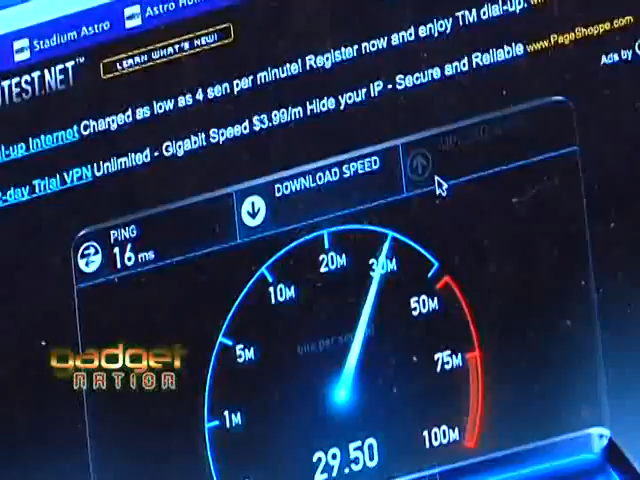 Stadium Astro
Astro
LEARN WHAT'S NEW!
TEST.NET™
Internet Charged as low as 4 sen per minute! Register now and enjoy TM dial-up.
www.PageShoppe.com
-day Trial VPN Unlimited - Gigabit Speed $3.99/m Hide your IP - Secure and Reliable
Ads by
PING
16 ms
DOWNLOAD SPEED
1M
5M
10M
20M
30M
50M
75M
100M
29.50
gadget
NATION